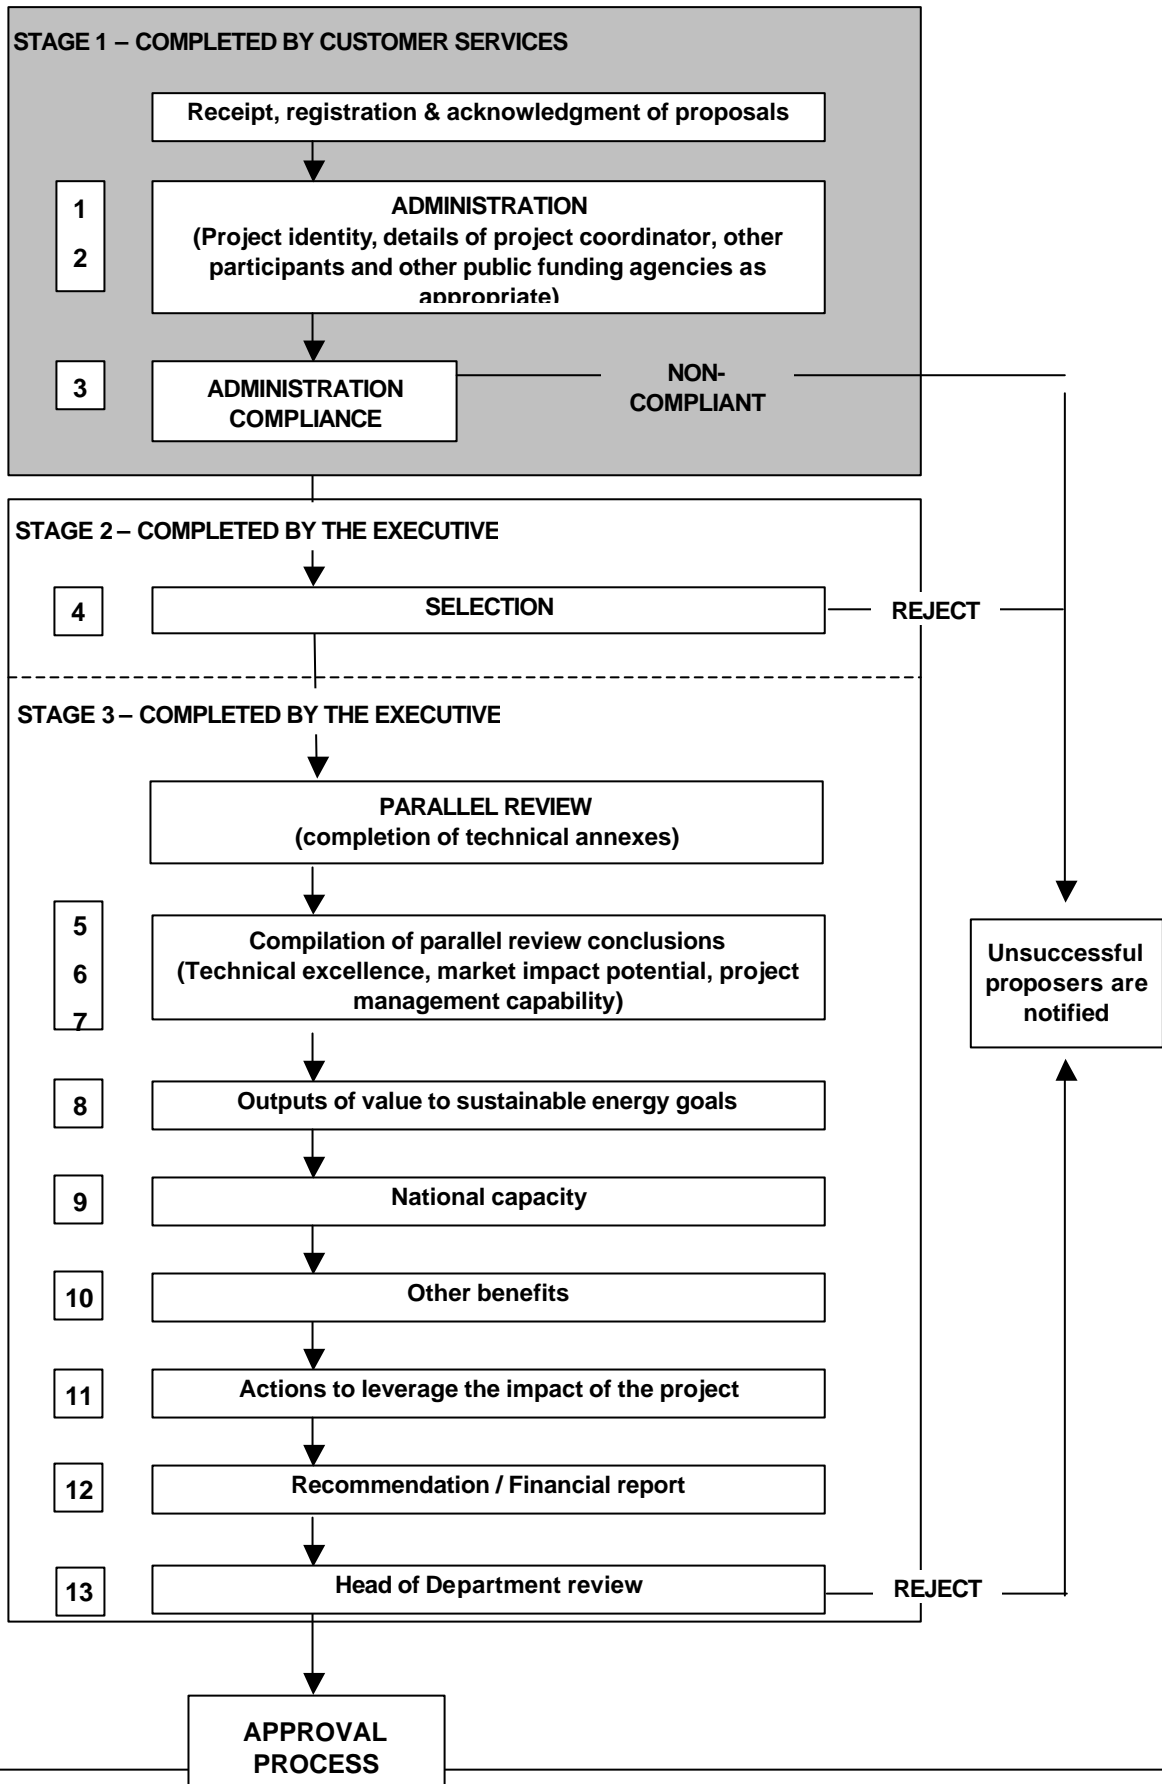 STAGE 1 – COMPLETED BY CUSTOMER SERVICES
Receipt, registration & acknowledgment of proposals
1
2
ADMINISTRATION
(Project identity, details of project coordinator, other
participants and other public funding agencies as
appropriate)
3
ADMINISTRATION
COMPLIANCE
NON-
COMPLIANT
STAGE 2 – COMPLETED BY THE EXECUTIVE
4
SELECTION
REJECT
STAGE 3 – COMPLETED BY THE EXECUTIVE
PARALLEL REVIEW
(completion of technical annexes)
5
6
7
Compilation of parallel review conclusions
(Technical excellence, market impact potential, project
management capability)
Unsuccessful
proposers are
notified
8
Outputs of value to sustainable energy goals
9
National capacity
10
Other benefits
11
Actions to leverage the impact of the project
12
Recommendation / Financial report
13
Head of Department review
REJECT
APPROVAL
PROCESS